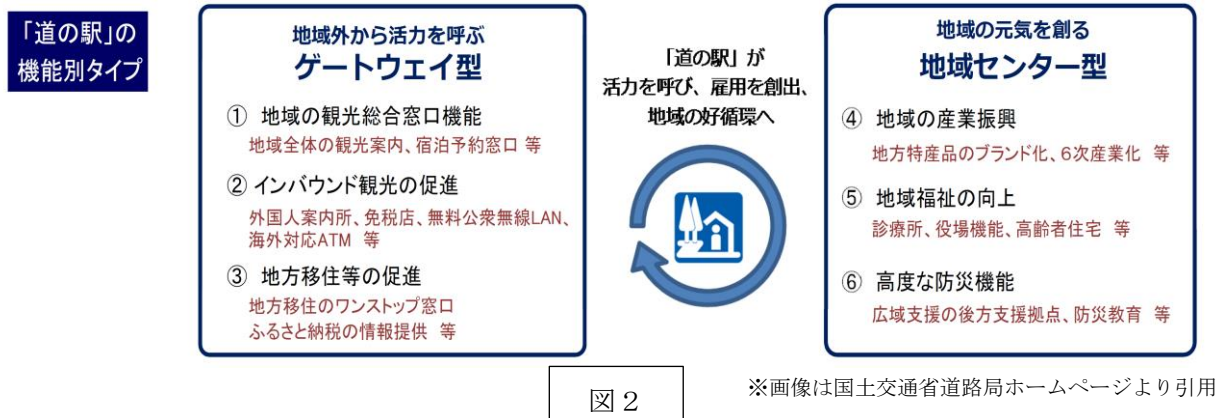 「道の駅」の
機能別タイプ
地域外から活力を呼ぶ
ゲートウェイ型
① 地域の観光総合窓口機能
地域全体の観光案内、宿泊予約窓口 等
② インバウンド観光の促進
外国人案内所、免税店、無料公衆無線LAN、
海外対応ATM 等
③ 地方移住等の促進
地方移住のワンストップ窓口
ふるさと納税の情報提供 等
「道の駅」が
活力を呼び、雇用を創出、
地域の好循環へ
地域の元気を創る
地域センター型
④ 地域の産業振興
地方特産品のブランド化、6次産業化 等
⑤ 地域福祉の向上
診療所、役場機能、高齢者住宅 等
⑥ 高度な防災機能
広域支援の後方支援拠点、防災教育 等
図2
※画像は国土交通省道路局ホームページより引用